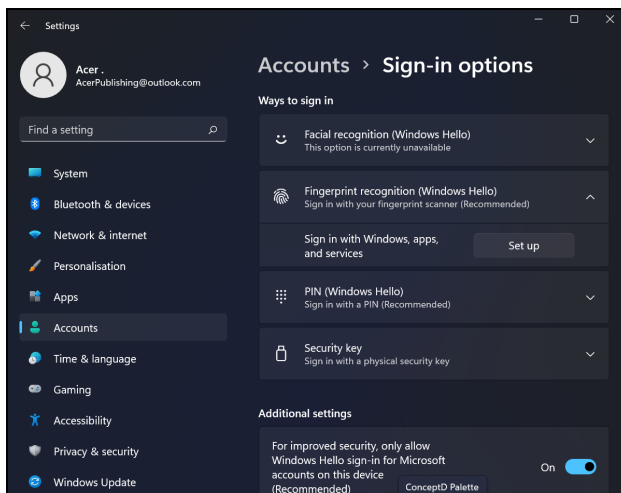 Settings
Acer .
AcerPublishing@outlook.com
Find a setting
System
Bluetooth & devices
Network & internet
Personalisation
Apps
Accounts
Time & language
Gaming
Accessibility
Privacy & security
Windows Update
Accounts > Sign-in options
Ways to sign in
Facial recognition (Windows Hello)
This option is currently unavailable
Fingerprint recognition (Windows Hello)
Sign in with your fingerprint scanner (Recommended)
Sign in with Windows, apps,
and services
Set up
PIN (Windows Hello)
Sign in with a PIN (Recommended)
Security key
Sign in with a physical security key
Additional settings
For improved security, only allow
Windows Hello sign-in for Microsoft
accounts on this device
(Recommended)
On
ConceptD Palette